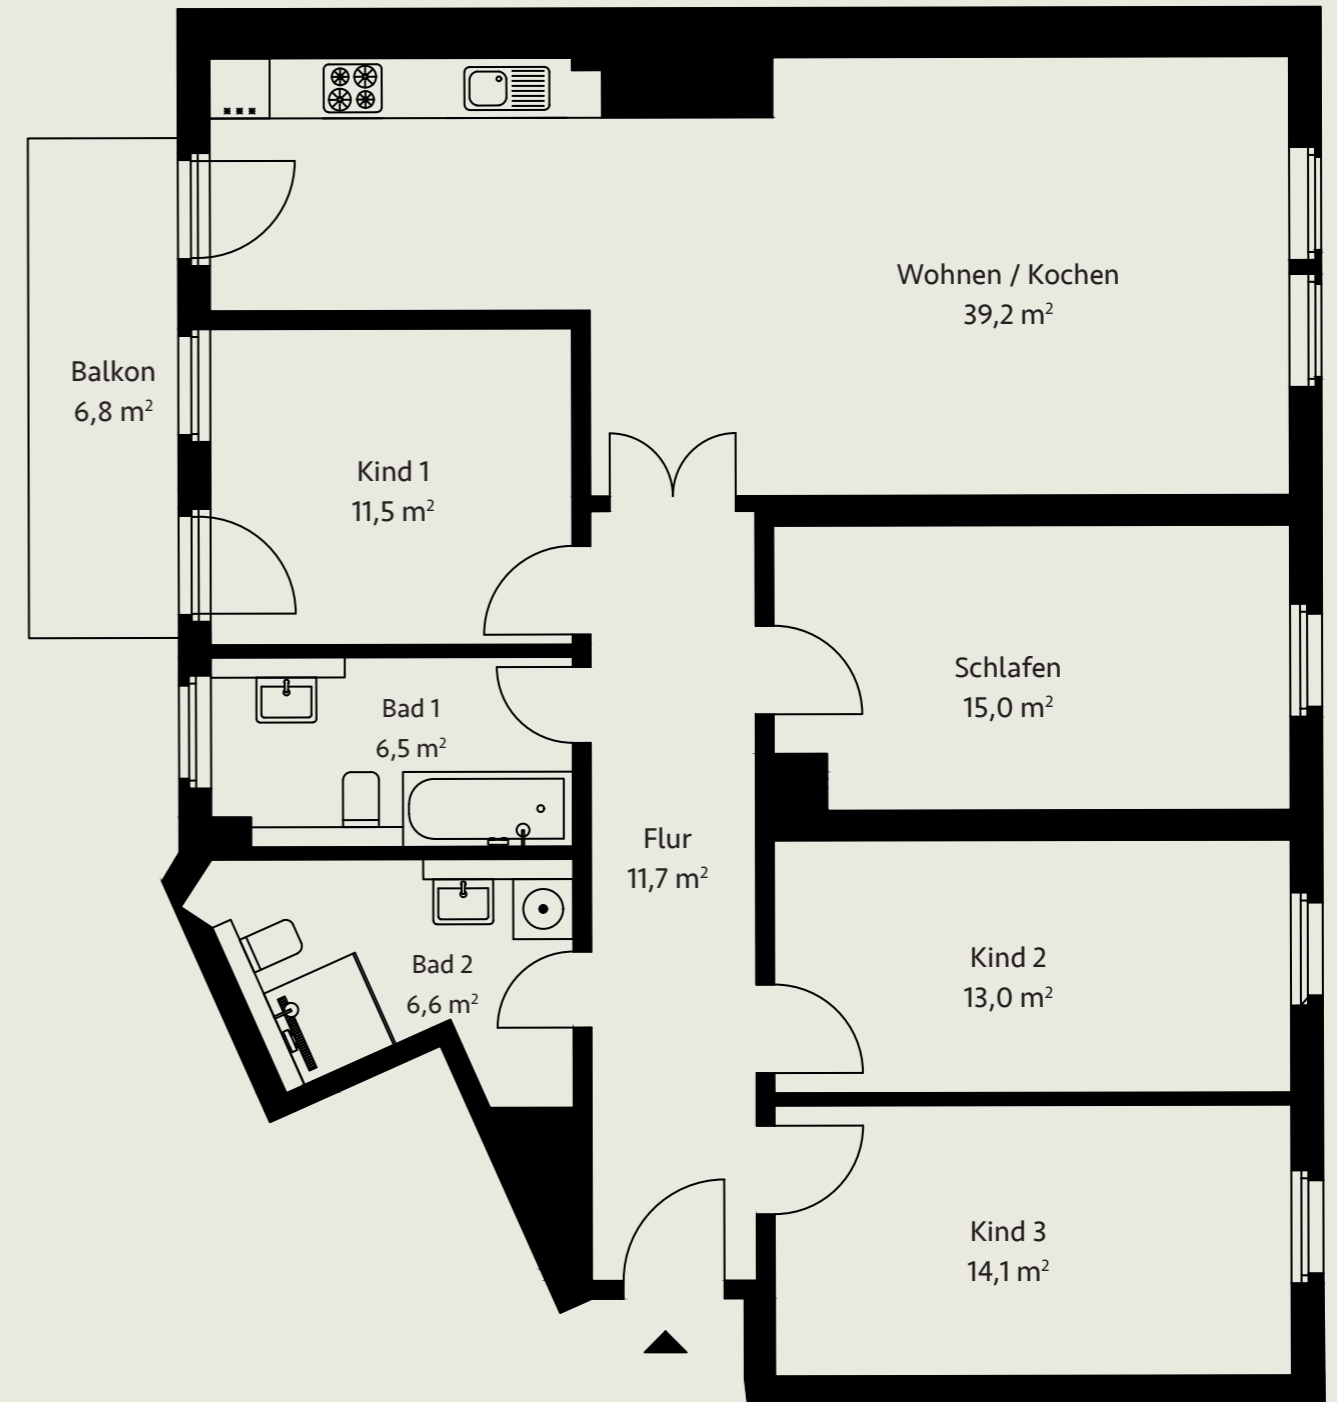 Wohnen / Kochen
39,2 m²
Balkon
6,8 m²
Kind 1
11,5 m²
Schlafen
15,0 m²
Bad 1
6,5 m²
Flur
11,7 m²
Bad 2
6,6 m²
Kind 2
13,0 m²
Kind 3
14,1 m²